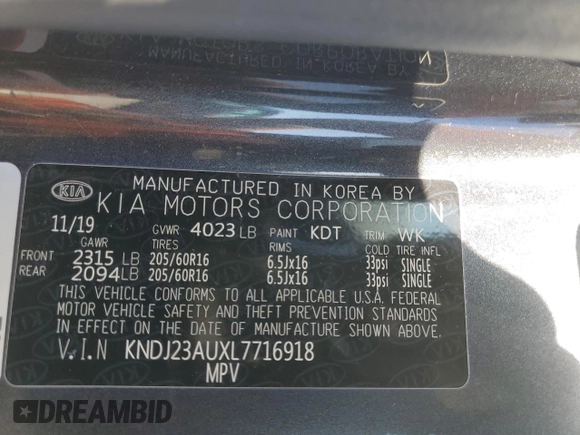 KIA
MANUFACTURED IN KOREA BY
KIA MOTORS CORPORATION
11/19 GVWR 4023 LB PAINT KDT TRIM WK
GAWR TIRES RIMS COLD TIRE INFL
FRONT 2315 LB 205/60R16 6.5Jx16 33psi SINGLE
REAR 2094 LB 205/60R16 6.5Jx16 33psi SINGLE
THIS VEHICLE CONFORMS TO ALL APPLICABLE U.S.A. FEDERAL
MOTOR VEHICLE SAFETY AND THEFT PREVENTION STANDARDS
IN EFFECT ON THE DATE OF MANUFACTURE SHOWN ABOVE.
V.I.N KNDJ23AUXL7716918
MPV
DREAMBID